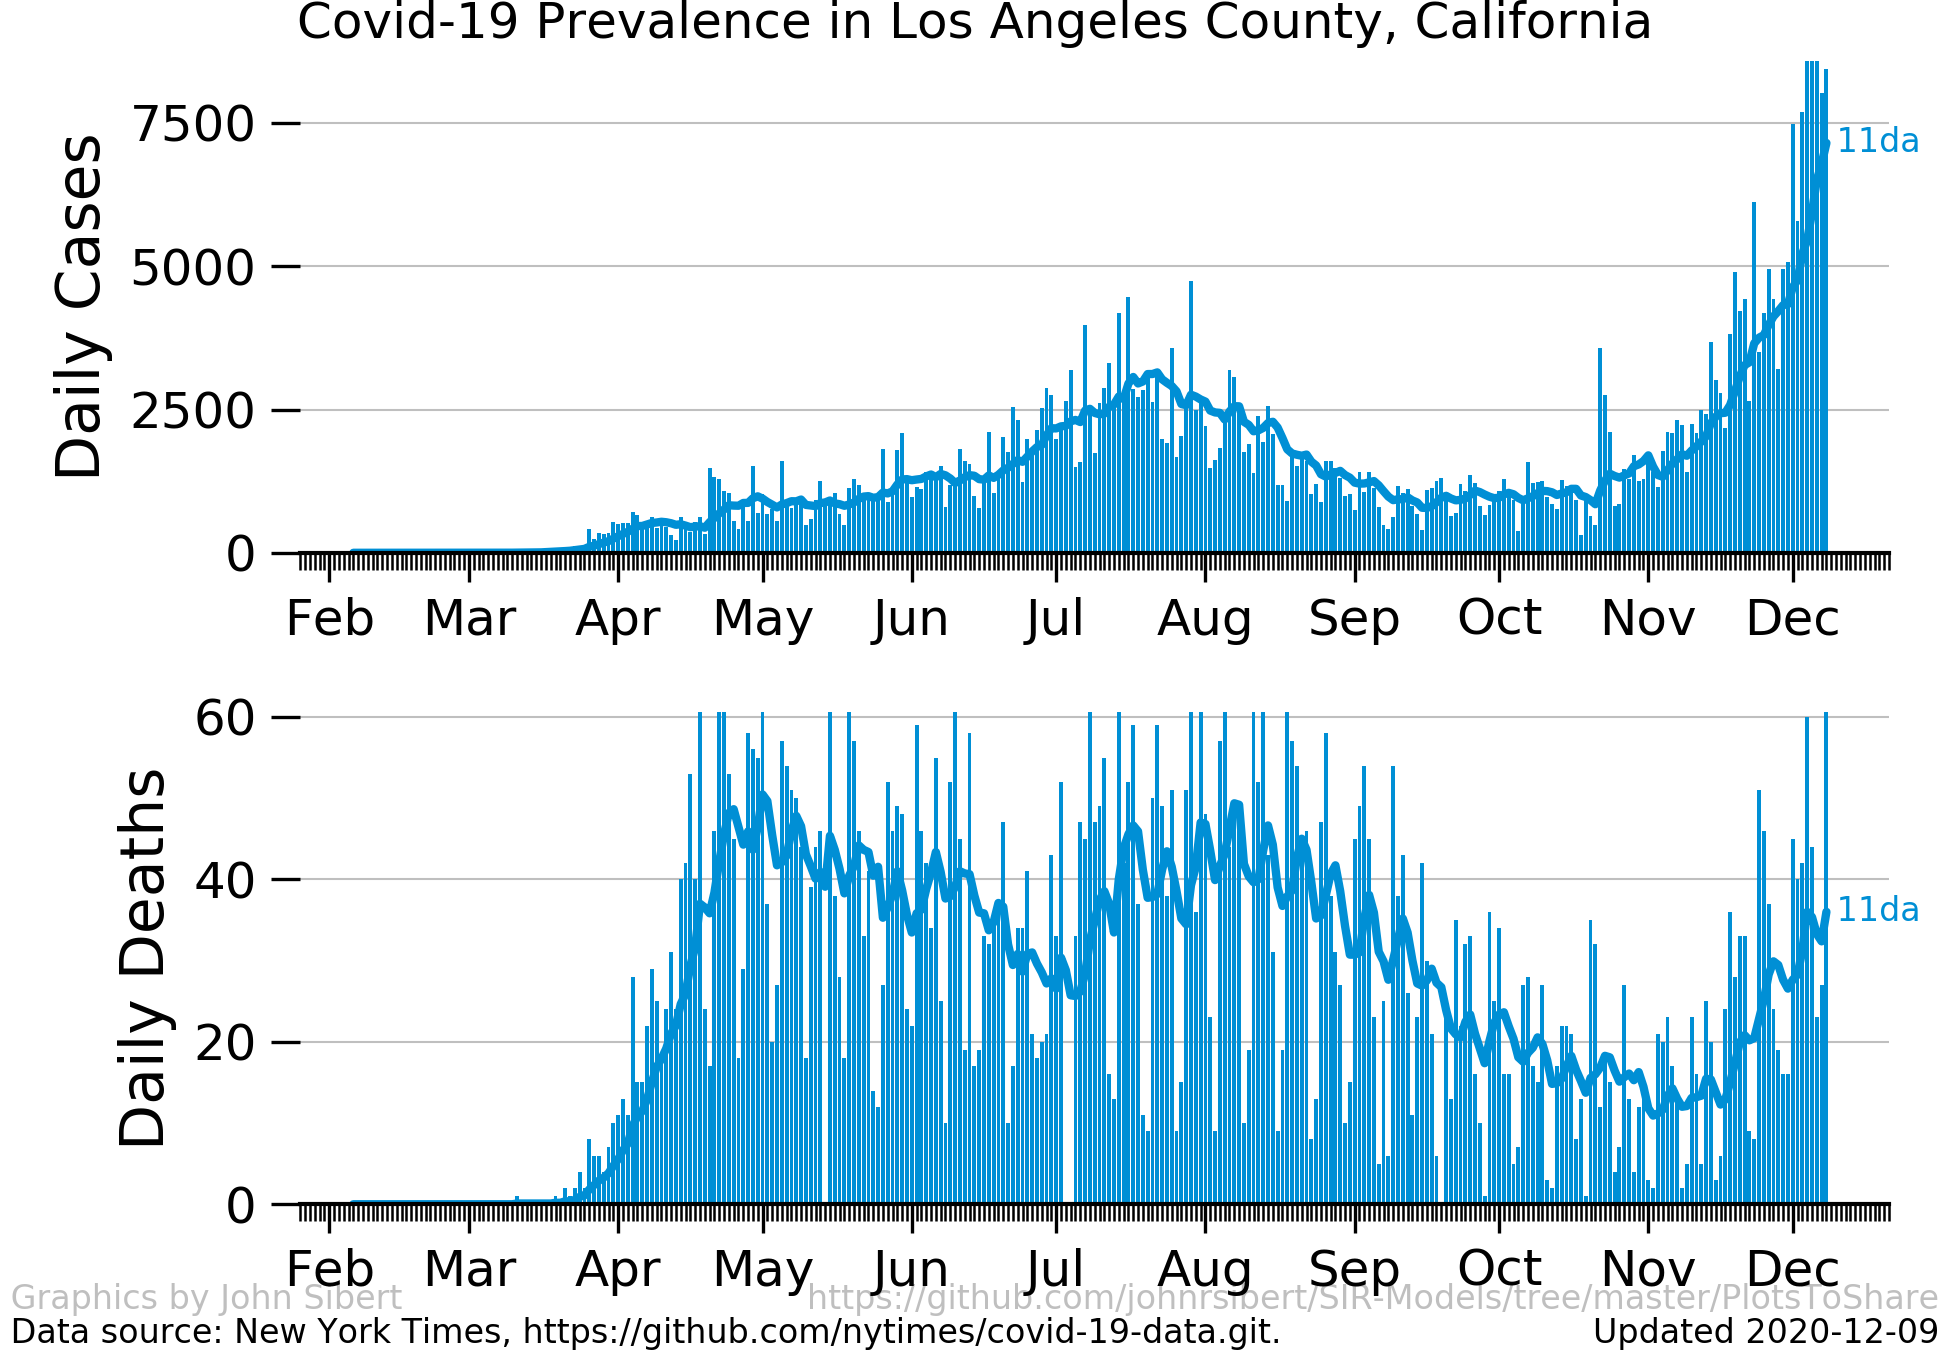 Covid-19 Prevalence in Los Angeles County, California
Daily Cases
7500
5000
2500
0
11da
Feb Mar Apr May Jun Jul Aug Sep Oct Nov Dec
Daily Deaths
60
40
20
0
11da
Feb Mar Apr May Jun Jul Aug Sep Oct Nov Dec
Graphics by John Sibert https://github.com/johnrsibert/SIR-Models/tree/master/PlotsToShare
Data source: New York Times, https://github.com/nytimes/covid-19-data.git. Updated 2020-12-09